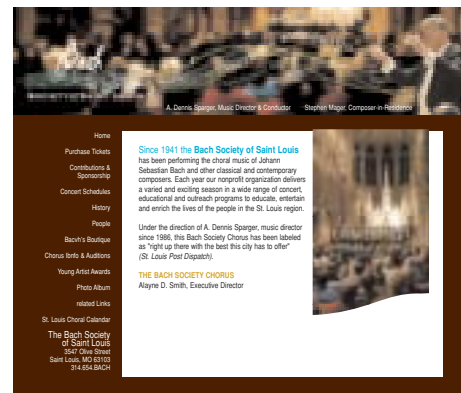 Bach
A. Dennis Sparger, Music Director & Conductor Stephen Mager, Composer-in-Residence
Home
Purchase Tickets
Contributions &
Sponsorship
Concert Schedules
History
People
Bacvh's Boutique
Chorus Ibnfo & Auditions
Young Artist Awards
Photo Album
related Links
St. Louis Choral Calandar
The Bach Society
of Saint Louis
3547 Olive Street
Saint Louis, MO 63103
314.654.BACH
Since 1941 the Bach Society of Saint Louis
has been performing the choral music of Johann
Sebastian Bach and other classical and contemporary
composers. Each year our nonprofit organization delivers
a varied and exciting season in a wide range of concert,
educational and outreach programs to educate, entertain
and enrich the lives of the people in the St. Louis region.
Under the direction of A. Dennis Sparger, music director
since 1986, this Bach Society Chorus has been labeled
as "right up there with the best this city has to offer"
(St. Louis Post Dispatch).
THE BACH SOCIETY CHORUS
Alayne D. Smith, Executive Director